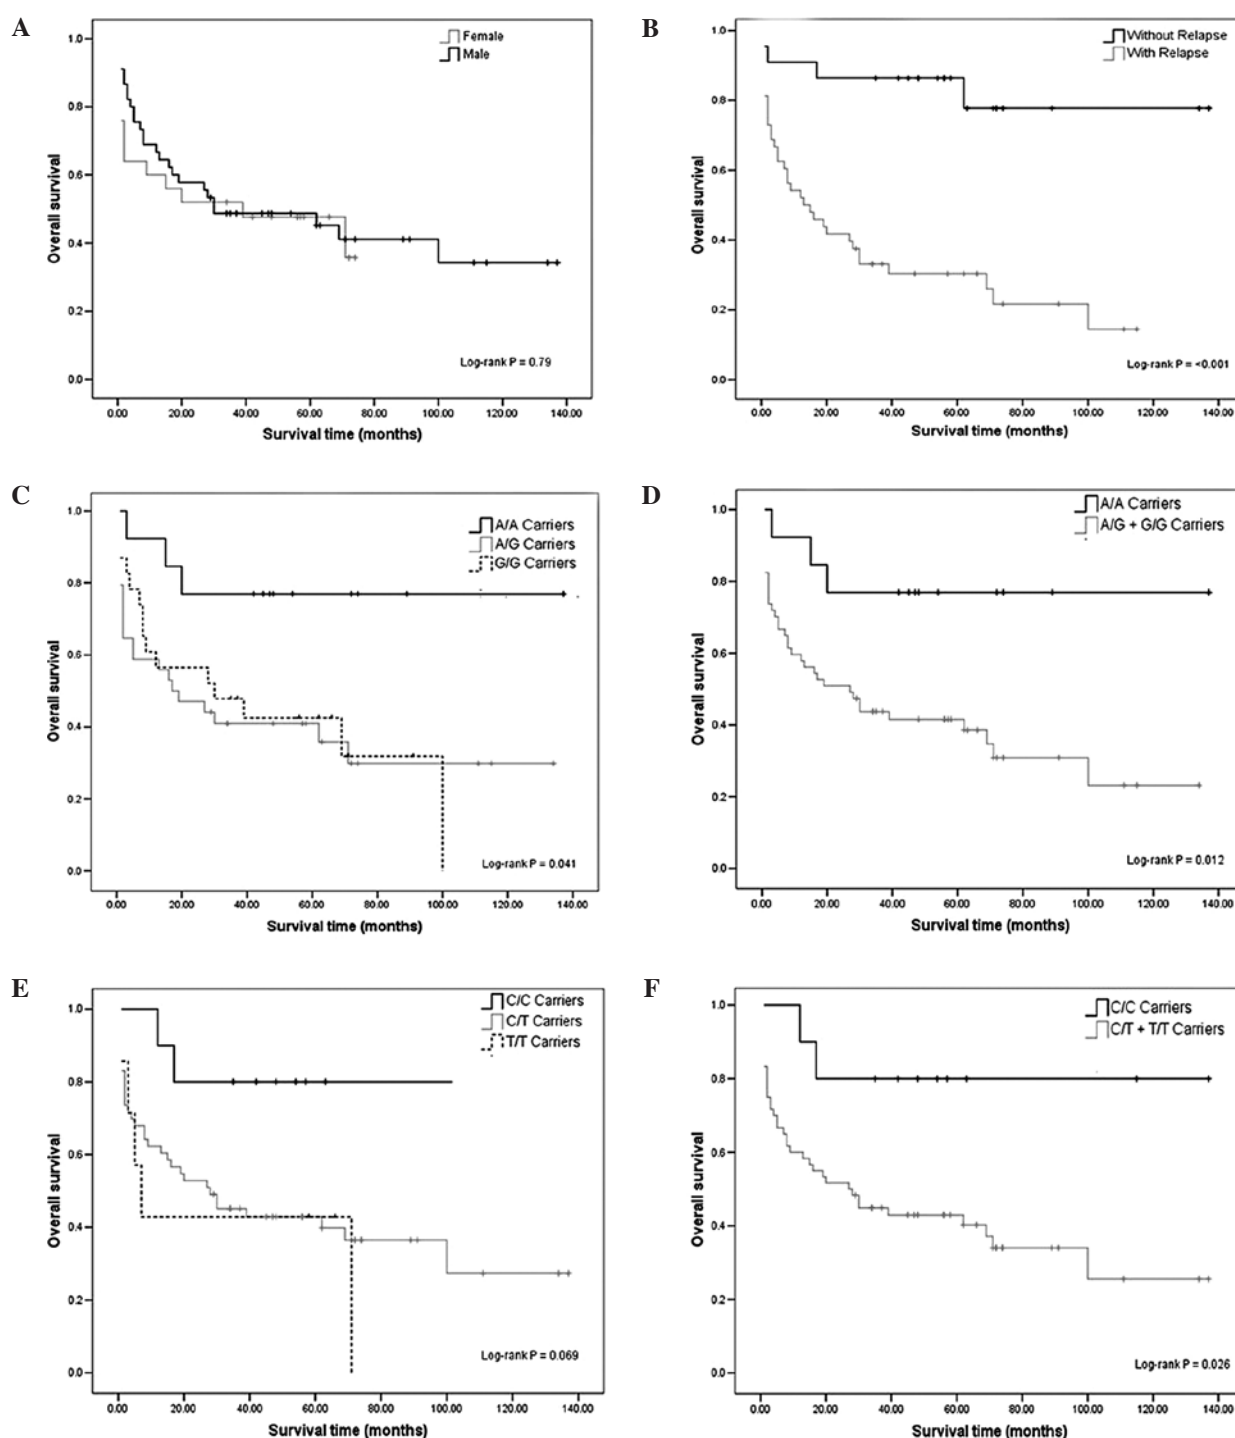 A
Female
Male
Overall survival
1.0
0.8
0.6
0.4
0.2
0.0
Log-rank P = 0.79
0.00 20.00 40.00 60.00 80.00 100.00 120.00 140.00
Survival time (months)
B
Without Relapse
With Relapse
Overall survival
1.0
0.8
0.6
0.4
0.2
0.0
Log-rank P = <0.001
0.00 20.00 40.00 60.00 80.00 100.00 120.00 140.00
Survival time (months)
C
A/A Carriers
A/G Carriers
G/G Carriers
Overall survival
1.0
0.8
0.6
0.4
0.2
0.0
Log-rank P = 0.041
0.00 20.00 40.00 60.00 80.00 100.00 120.00 140.00
Survival time (months)
D
A/A Carriers
A/G + G/G Carriers
Overall survival
1.0
0.8
0.6
0.4
0.2
0.0
Log-rank P = 0.012
0.00 20.00 40.00 60.00 80.00 100.00 120.00 140.00
Survival time (months)
E
C/C Carriers
C/T Carriers
T/T Carriers
Overall survival
1.0
0.8
0.6
0.4
0.2
0.0
Log-rank P = 0.069
0.00 20.00 40.00 60.00 80.00 100.00 120.00 140.00
Survival time (months)
F
C/C Carriers
C/T + T/T Carriers
Overall survival
1.0
0.8
0.6
0.4
0.2
0.0
Log-rank P = 0.026
0.00 20.00 40.00 60.00 80.00 100.00 120.00 140.00
Survival time (months)